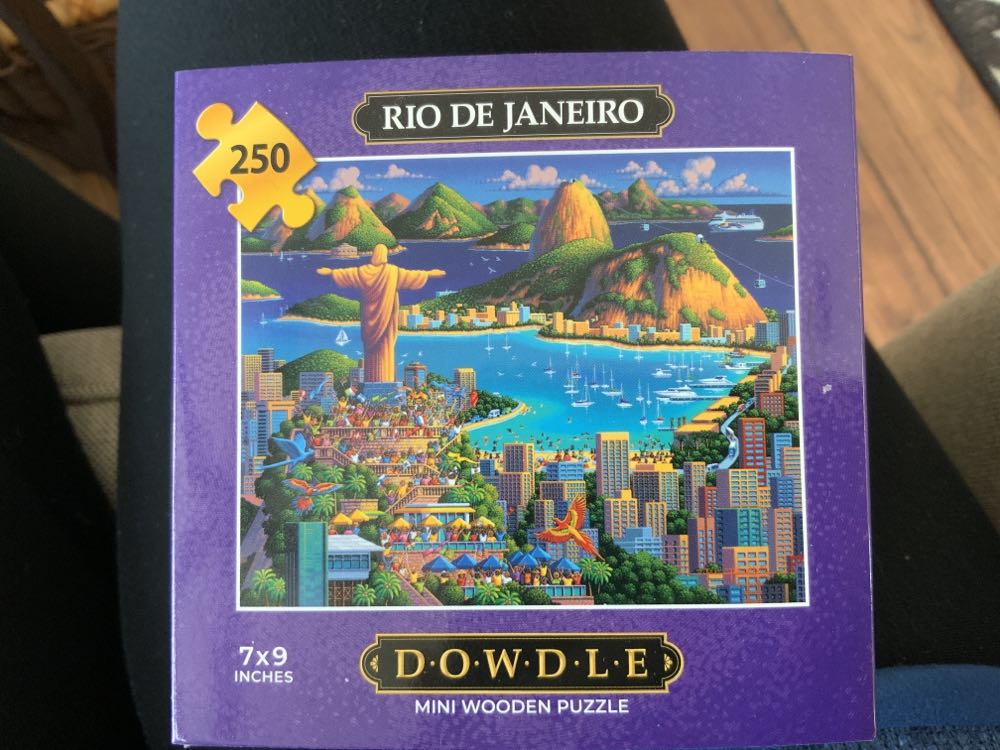 RIO DE JANEIRO
250
7x9
INCHES
D·O·W·D·L·E
MINI WOODEN PUZZLE